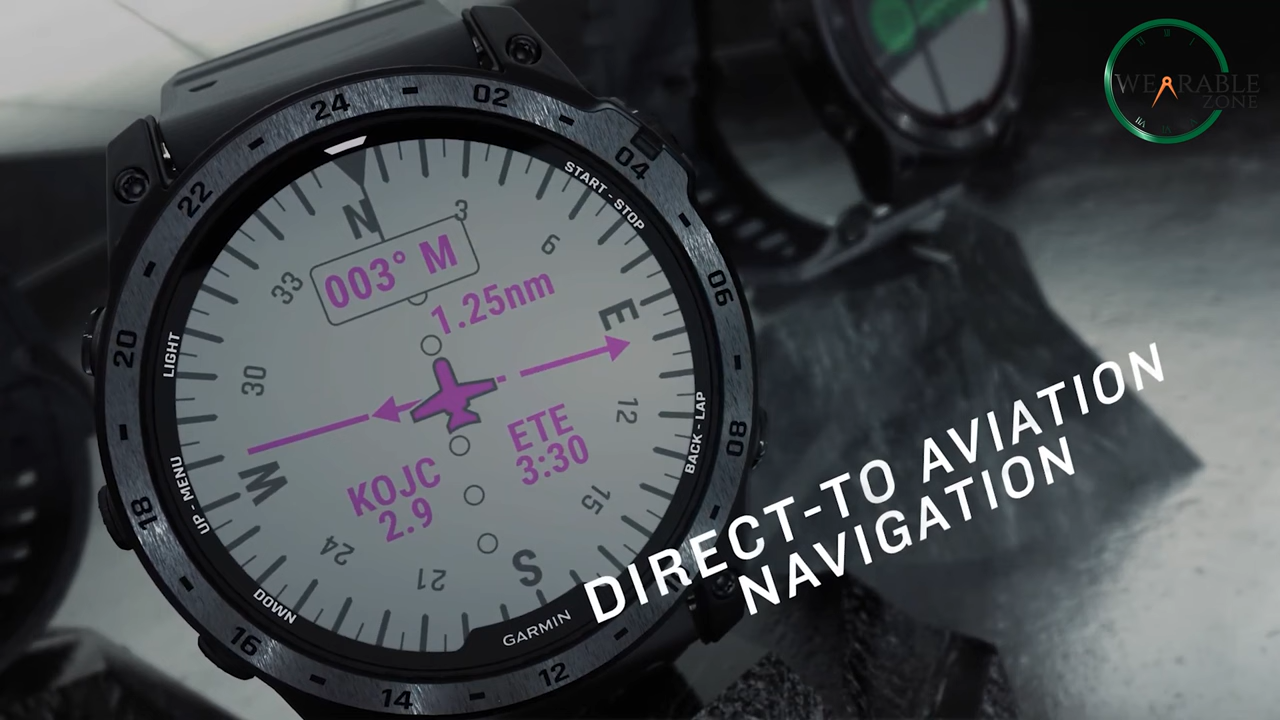 WEARABLE
ZONE
24
02
04
06
08
12
14
16
18
20
22
START - STOP
BACK - LAP
GARMIN
DOWN
UP - MENU
LIGHT
N
3
6
E
12
15
S
21
24
W
30
33
003° M
1.25nm
ETE
3:30
KOJC
2.9
DIRECT-TO AVIATION
NAVIGATION